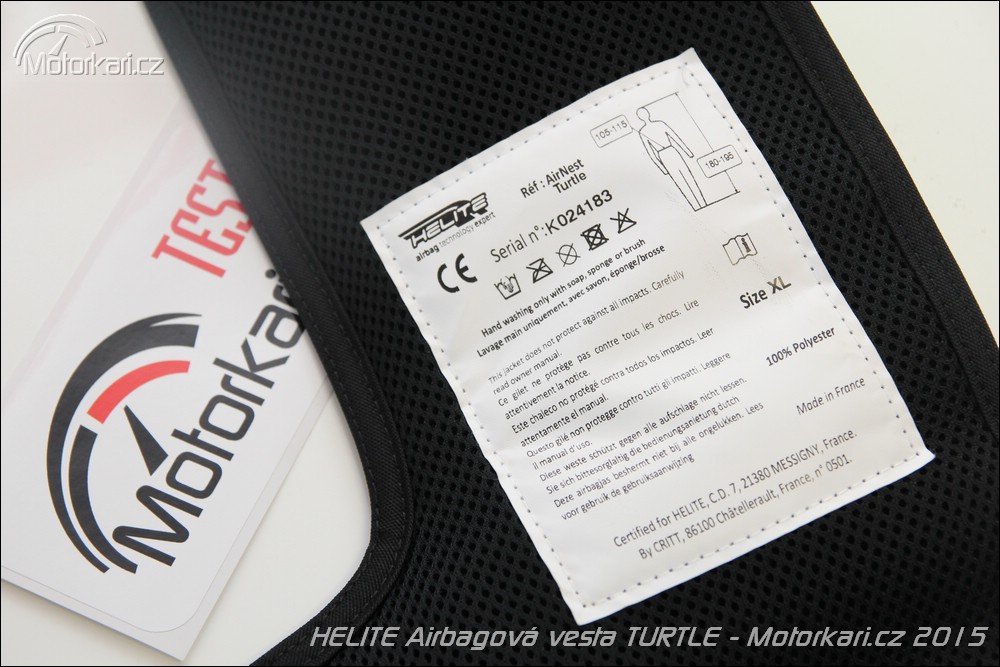 Motorkari.cz
TEST
Motorkari
HELITE
airbag technology expert
Réf : AirNest
Turtle
105-115
180-195
Serial n°:K024183
CE
Hand washing only with soap, sponge or brush
Lavage main uniquement, avec savon, éponge/brosse
Size XL
This jacket does not protect against all impacts. Carefully
read owner manual.
Ce gilet ne protège pas contre tous les chocs. Lire
attentivement la notice.
Este chaleco no protegé contra todos los impactos. Leer
attentamente el manual.
Questo gilé non protegge contro tutti gli impatti. Leggere
il manual d'uso.
Diese weste schützt gegen alle aufschlage nicht lessen.
Sie sich bittesorglaltig die bedienungsanietung dutch
Deze airbagjas beshermt niet bij alle ongelukken. Lees
voor gebruik de gebruiksaanwijzing
100% Polyester
Made in France
Certified for HELITE, C.D. 7, 21380 MESSIGNY, France.
By CRITT, 86100 Châtellerault, France, n° 0501.
HELITE Airbagová vesta TURTLE - Motorkari.cz 2015